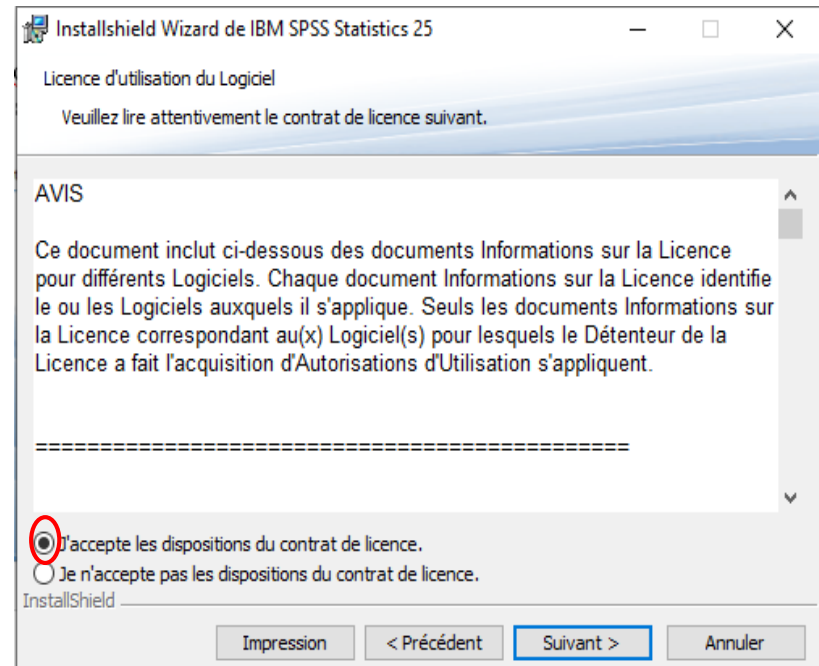 Installshield Wizard de IBM SPSS Statistics 25
Licence d'utilisation du Logiciel
Veuillez lire attentivement le contrat de licence suivant.
AVIS
Ce document inclut ci-dessous des documents Informations sur la Licence
pour différents Logiciels. Chaque document Informations sur la Licence identifie
le ou les Logiciels auxquels il s'applique. Seuls les documents Informations sur
la Licence correspondant au(x) Logiciel(s) pour lesquels le Détenteur de la
Licence a fait l'acquisition d'Autorisations d'Utilisation s'appliquent.
==============================================
J'accepte les dispositions du contrat de licence.
Je n'accepte pas les dispositions du contrat de licence.
InstallShield
Impression
< Précédent
Suivant >
Annuler